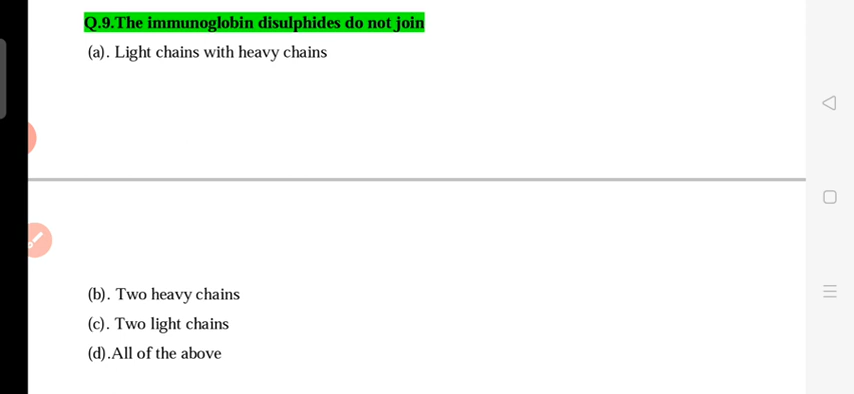 Q.9.The immunoglobin disulphides do not join
(a). Light chains with heavy chains
(b). Two heavy chains
(c). Two light chains
(d).All of the above